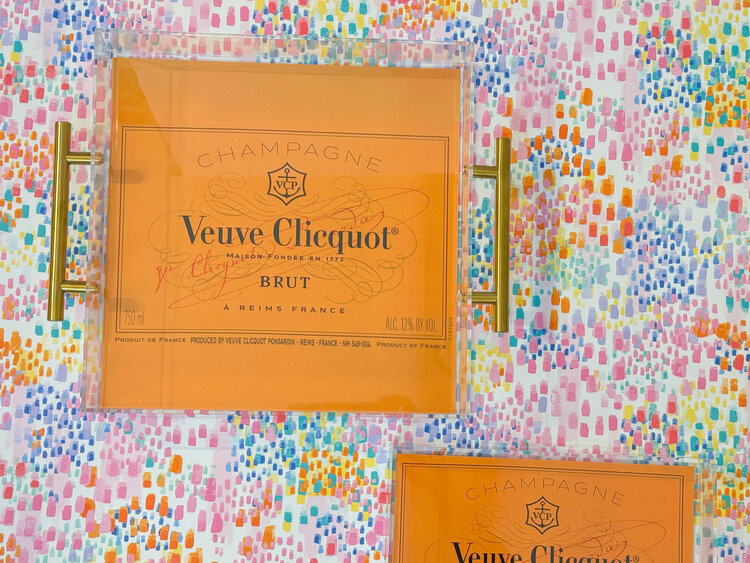 CHAMPAGNE
VCP
Veuve Clicquot®
MAISON FONDÉE EN 1772
BRUT
À REIMS FRANCE
750 ml
ALC. 12% BY VOL.
PRODUIT DE FRANCE PRODUCED BY VEUVE CLICQUOT PONSARDIN - REIMS - FRANCE - NM 549-004 PRODUCT OF FRANCE
CHAMPAGNE
VCP
Veuve Clicquot®